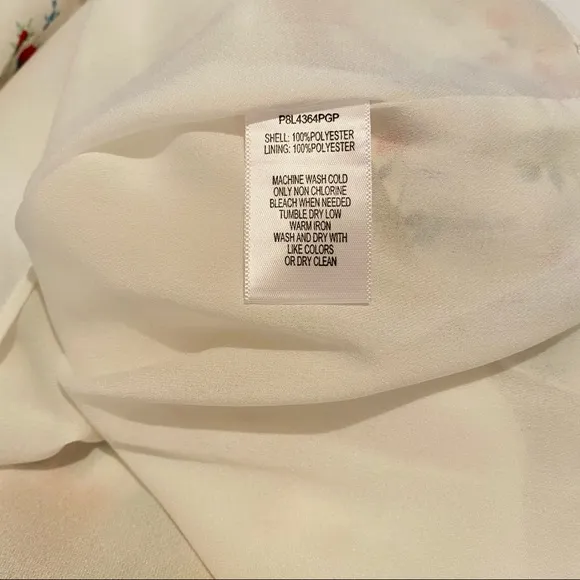 P8L4364PGP
SHELL: 100%POLYESTER
LINING: 100%POLYESTER
MACHINE WASH COLD
ONLY NON CHLORINE
BLEACH WHEN NEEDED
TUMBLE DRY LOW
WARM IRON
WASH AND DRY WITH
LIKE COLORS
OR DRY CLEAN